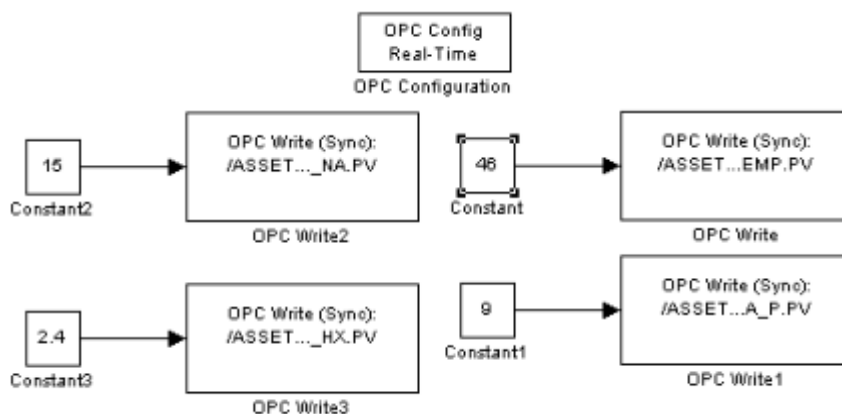 OPC Config
Real-Time
OPC Configuration
15
Constant2
OPC Write (Sync):
/ASSET..._NA.PV
OPC Write2
46
Constant
OPC Write (Sync):
/ASSET...EMP.PV
OPC Write
2.4
Constant3
OPC Write (Sync):
/ASSET..._HX.PV
OPC Write3
9
Constant1
OPC Write (Sync):
/ASSET...A_P.PV
OPC Write1